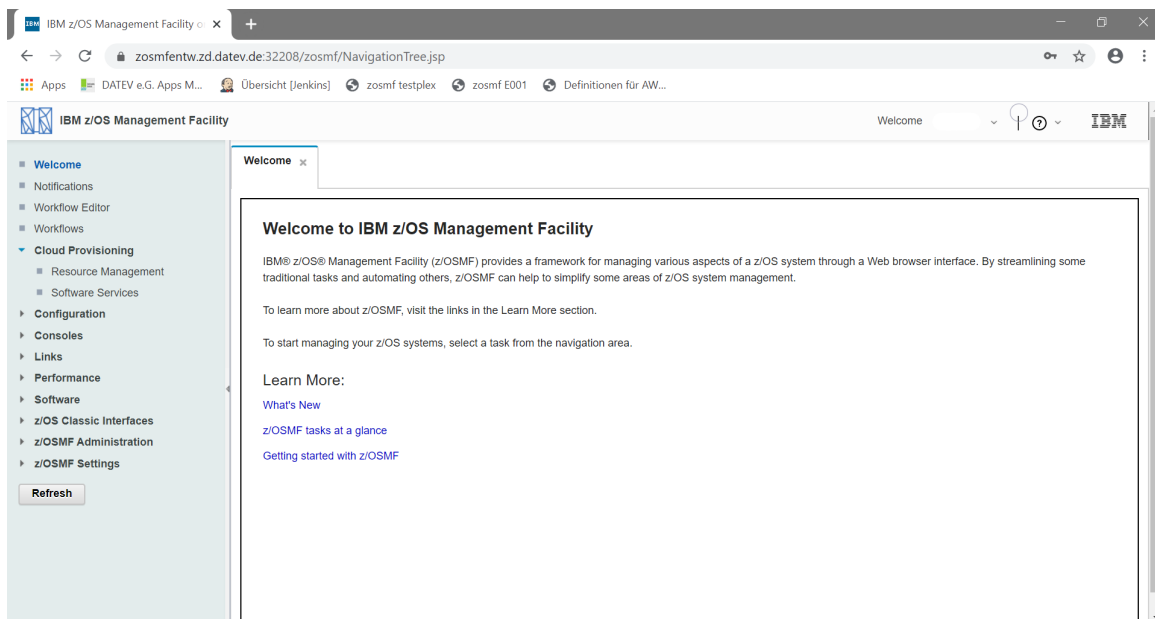 IBM IBM z/OS Management Facility o
zosmfentw.zd.datev.de:32208/zosmf/NavigationTree.jsp
Apps DATEV e.G. Apps M... Übersicht [Jenkins] zosmf testplex zosmf E001 Definitionen für AW...
IBM z/OS Management Facility Welcome ? IBM
Welcome
Notifications
Workflow Editor
Workflows
Cloud Provisioning
Resource Management
Software Services
Configuration
Consoles
Links
Performance
Software
z/OS Classic Interfaces
z/OSMF Administration
z/OSMF Settings
Refresh
Welcome
Welcome to IBM z/OS Management Facility
IBM® z/OS® Management Facility (z/OSMF) provides a framework for managing various aspects of a z/OS system through a Web browser interface. By streamlining some
traditional tasks and automating others, z/OSMF can help to simplify some areas of z/OS system management.
To learn more about z/OSMF, visit the links in the Learn More section.
To start managing your z/OS systems, select a task from the navigation area.
Learn More:
What's New
z/OSMF tasks at a glance
Getting started with z/OSMF